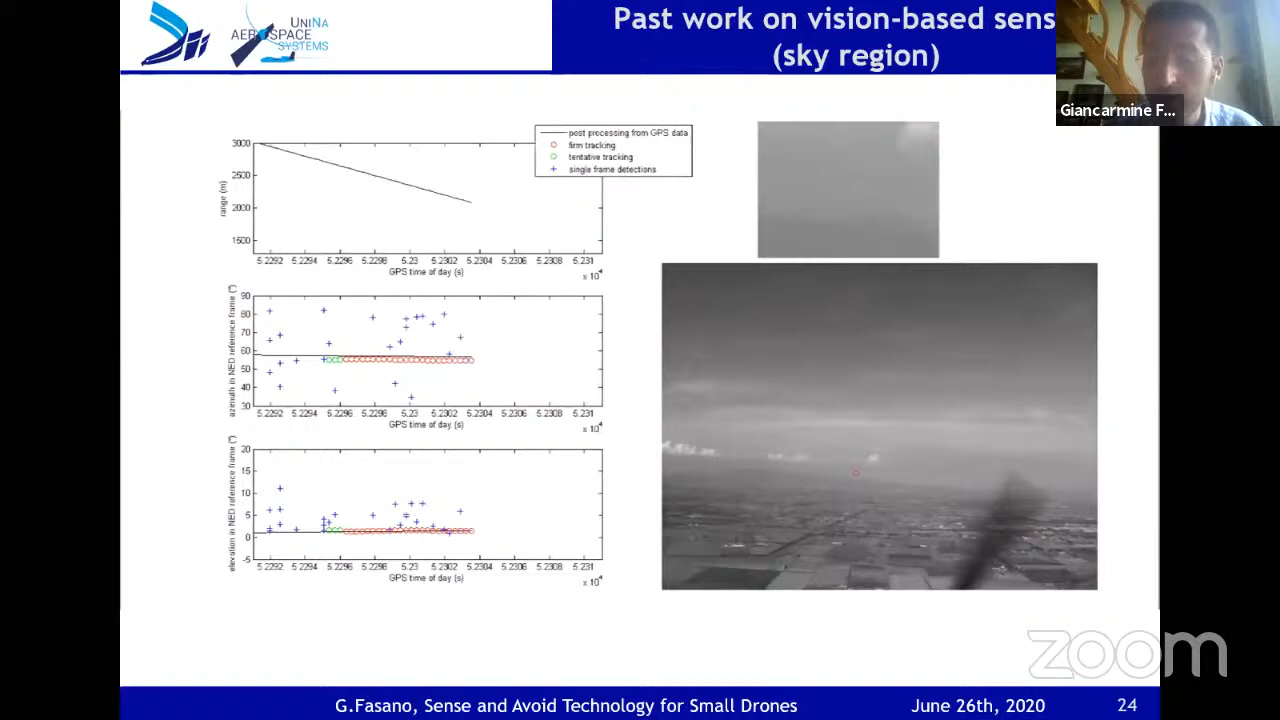 UNINA
AEROSPACE
SYSTEMS
Past work on vision-based sens
(sky region)
Giancarmine F...
post processing from GPS data
firm tracking
tentative tracking
single frame detections
3000
2500
2000
1500
range (m)
5.2292 5.2294 5.2296 5.2298 5.23 5.2302 5.2304 5.2306 5.2308 5.231
GPS time of day (s)
x 10⁴
90
80
70
60
50
40
30
azimuth in NED reference frame (°)
5.2292 5.2294 5.2296 5.2298 5.23 5.2302 5.2304 5.2306 5.2308 5.231
GPS time of day (s)
x 10⁴
20
15
10
5
0
-5
elevation in NED reference frame (°)
5.2292 5.2294 5.2296 5.2298 5.23 5.2302 5.2304 5.2306 5.2308 5.231
GPS time of day (s)
x 10⁴
zoom
G.Fasano, Sense and Avoid Technology for Small Drones
June 26th, 2020
24